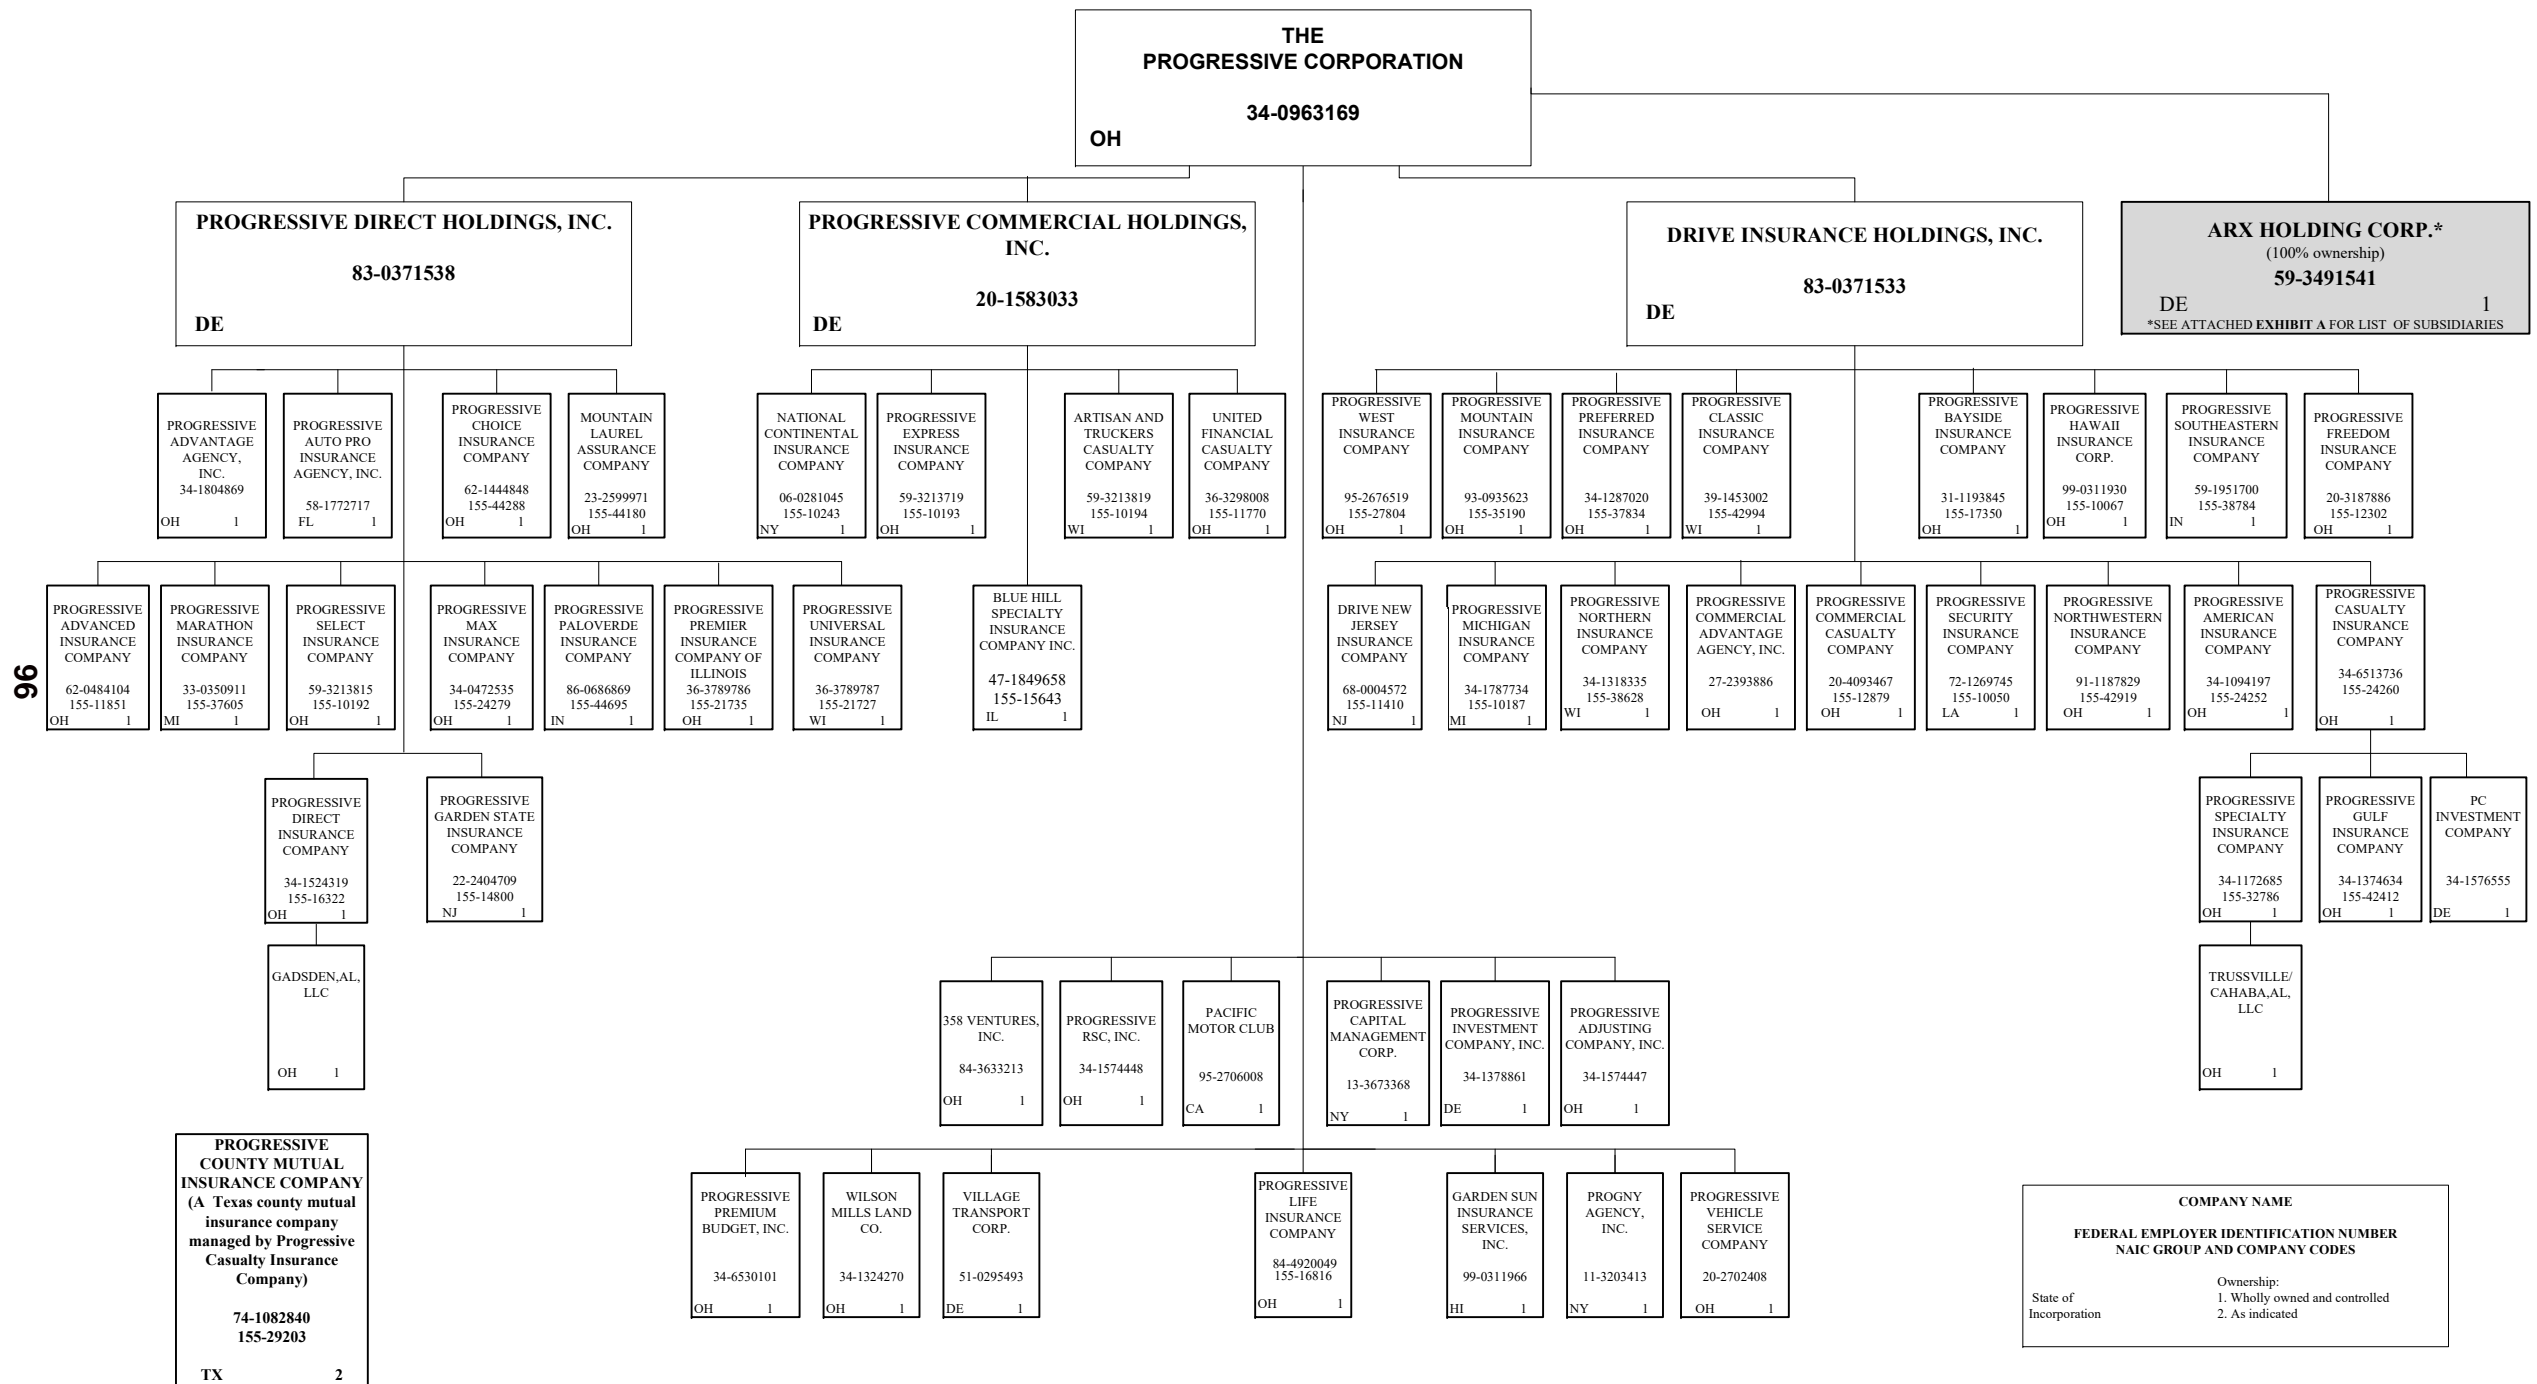 THE
PROGRESSIVE CORPORATION
34-0963169
OH
PROGRESSIVE DIRECT HOLDINGS, INC.
83-0371538
DE
PROGRESSIVE COMMERCIAL HOLDINGS,
INC.
20-1583033
DE
DRIVE INSURANCE HOLDINGS, INC.
83-0371533
DE
ARX HOLDING CORP.*
(100% ownership)
59-3491541
DE 1
*SEE ATTACHED EXHIBIT A FOR LIST OF SUBSIDIARIES
PROGRESSIVE
ADVANTAGE
AGENCY,
INC.
34-1804869
OH 1
PROGRESSIVE
AUTO PRO
INSURANCE
AGENCY, INC.
58-1772717
FL 1
PROGRESSIVE
CHOICE
INSURANCE
COMPANY
62-1444848
155-44288
OH 1
MOUNTAIN
LAUREL
ASSURANCE
COMPANY
23-2599971
155-44180
OH 1
NATIONAL
CONTINENTAL
INSURANCE
COMPANY
06-0281045
155-10243
NY 1
PROGRESSIVE
EXPRESS
INSURANCE
COMPANY
59-3213719
155-10193
OH 1
ARTISAN AND
TRUCKERS
CASUALTY
COMPANY
59-3213819
155-10194
WI 1
UNITED
FINANCIAL
CASUALTY
COMPANY
36-3298008
155-11770
OH 1
PROGRESSIVE
WEST
INSURANCE
COMPANY
95-2676519
155-27804
OH 1
PROGRESSIVE
MOUNTAIN
INSURANCE
COMPANY
93-0935623
155-35190
OH 1
PROGRESSIVE
PREFERRED
INSURANCE
COMPANY
34-1287020
155-37834
OH 1
PROGRESSIVE
CLASSIC
INSURANCE
COMPANY
39-1453002
155-42994
WI 1
PROGRESSIVE
BAYSIDE
INSURANCE
COMPANY
31-1193845
155-17350
OH 1
PROGRESSIVE
HAWAII
INSURANCE
CORP.
99-0311930
155-10067
OH 1
PROGRESSIVE
SOUTHEASTERN
INSURANCE
COMPANY
59-1951700
155-38784
IN 1
PROGRESSIVE
FREEDOM
INSURANCE
COMPANY
20-3187886
155-12302
OH 1
96
PROGRESSIVE
ADVANCED
INSURANCE
COMPANY
62-0484104
155-11851
OH 1
PROGRESSIVE
MARATHON
INSURANCE
COMPANY
33-0350911
155-37605
MI 1
PROGRESSIVE
SELECT
INSURANCE
COMPANY
59-3213815
155-10192
OH 1
PROGRESSIVE
MAX
INSURANCE
COMPANY
34-0472535
155-24279
OH 1
PROGRESSIVE
PALOVERDE
INSURANCE
COMPANY
86-0686869
155-44695
IN 1
PROGRESSIVE
PREMIER
INSURANCE
COMPANY OF
ILLINOIS
36-3789786
155-21735
OH 1
PROGRESSIVE
UNIVERSAL
INSURANCE
COMPANY
36-3789787
155-21727
WI 1
BLUE HILL
SPECIALTY
INSURANCE
COMPANY INC.
47-1849658
155-15643
IL 1
DRIVE NEW
JERSEY
INSURANCE
COMPANY
68-0004572
155-11410
NJ 1
PROGRESSIVE
MICHIGAN
INSURANCE
COMPANY
34-1787734
155-10187
MI 1
PROGRESSIVE
NORTHERN
INSURANCE
COMPANY
34-1318335
155-38628
WI 1
PROGRESSIVE
COMMERCIAL
ADVANTAGE
AGENCY, INC.
27-2393886
OH 1
PROGRESSIVE
COMMERCIAL
CASUALTY
COMPANY
20-4093467
155-12879
OH 1
PROGRESSIVE
SECURITY
INSURANCE
COMPANY
72-1269745
155-10050
LA 1
PROGRESSIVE
NORTHWESTERN
INSURANCE
COMPANY
91-1187829
155-42919
OH 1
PROGRESSIVE
AMERICAN
INSURANCE
COMPANY
34-1094197
155-24252
OH 1
PROGRESSIVE
CASUALTY
INSURANCE
COMPANY
34-6513736
155-24260
OH 1
PROGRESSIVE
DIRECT
INSURANCE
COMPANY
34-1524319
155-16322
OH 1
PROGRESSIVE
GARDEN STATE
INSURANCE
COMPANY
22-2404709
155-14800
NJ 1
PROGRESSIVE
SPECIALTY
INSURANCE
COMPANY
34-1172685
155-32786
OH 1
PROGRESSIVE
GULF
INSURANCE
COMPANY
34-1374634
155-42412
OH 1
PC
INVESTMENT
COMPANY
34-1576555
DE 1
GADSDEN,AL,
LLC
OH 1
358 VENTURES,
INC.
84-3633213
OH 1
PROGRESSIVE
RSC, INC.
34-1574448
OH 1
PACIFIC
MOTOR CLUB
95-2706008
CA 1
PROGRESSIVE
CAPITAL
MANAGEMENT
CORP.
13-3673368
NY 1
PROGRESSIVE
INVESTMENT
COMPANY, INC.
34-1378861
DE 1
PROGRESSIVE
ADJUSTING
COMPANY, INC.
34-1574447
OH 1
TRUSSVILLE/
CAHABA,AL,
LLC
OH 1
PROGRESSIVE
COUNTY MUTUAL
INSURANCE COMPANY
(A Texas county mutual
insurance company
managed by Progressive
Casualty Insurance
Company)
74-1082840
155-29203
TX 2
PROGRESSIVE
PREMIUM
BUDGET, INC.
34-6530101
OH 1
WILSON
MILLS LAND
CO.
34-1324270
OH 1
VILLAGE
TRANSPORT
CORP.
51-0295493
DE 1
PROGRESSIVE
LIFE
INSURANCE
COMPANY
84-4920049
155-16816
OH 1
GARDEN SUN
INSURANCE
SERVICES,
INC.
99-0311966
HI 1
PROGNY
AGENCY,
INC.
11-3203413
NY 1
PROGRESSIVE
VEHICLE
SERVICE
COMPANY
20-2702408
OH 1
COMPANY NAME
FEDERAL EMPLOYER IDENTIFICATION NUMBER
NAIC GROUP AND COMPANY CODES
Ownership:
State of 1. Wholly owned and controlled
Incorporation 2. As indicated